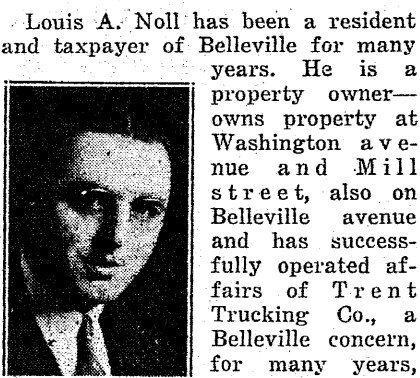 Louis A. Noll has been a resident
and taxpayer of Belleville for many
years. He is a
property owner—
owns property at
Washington ave-
nue and Mill
street, also on
Belleville avenue
and has success-
fully operated af-
fairs of Trent
Trucking Co., a
Belleville concern,
for many years,